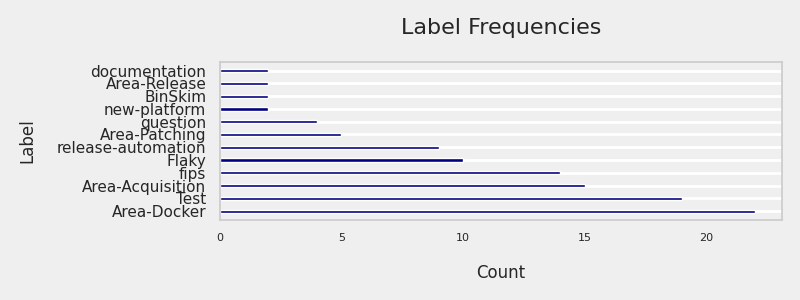 Label Frequencies
documentation
Area-Release
BinSkim
new-platform
question
Area-Patching
release-automation
Flaky
fips
Area-Acquisition
Test
Area-Docker
Label
0 5 10 15 20
Count